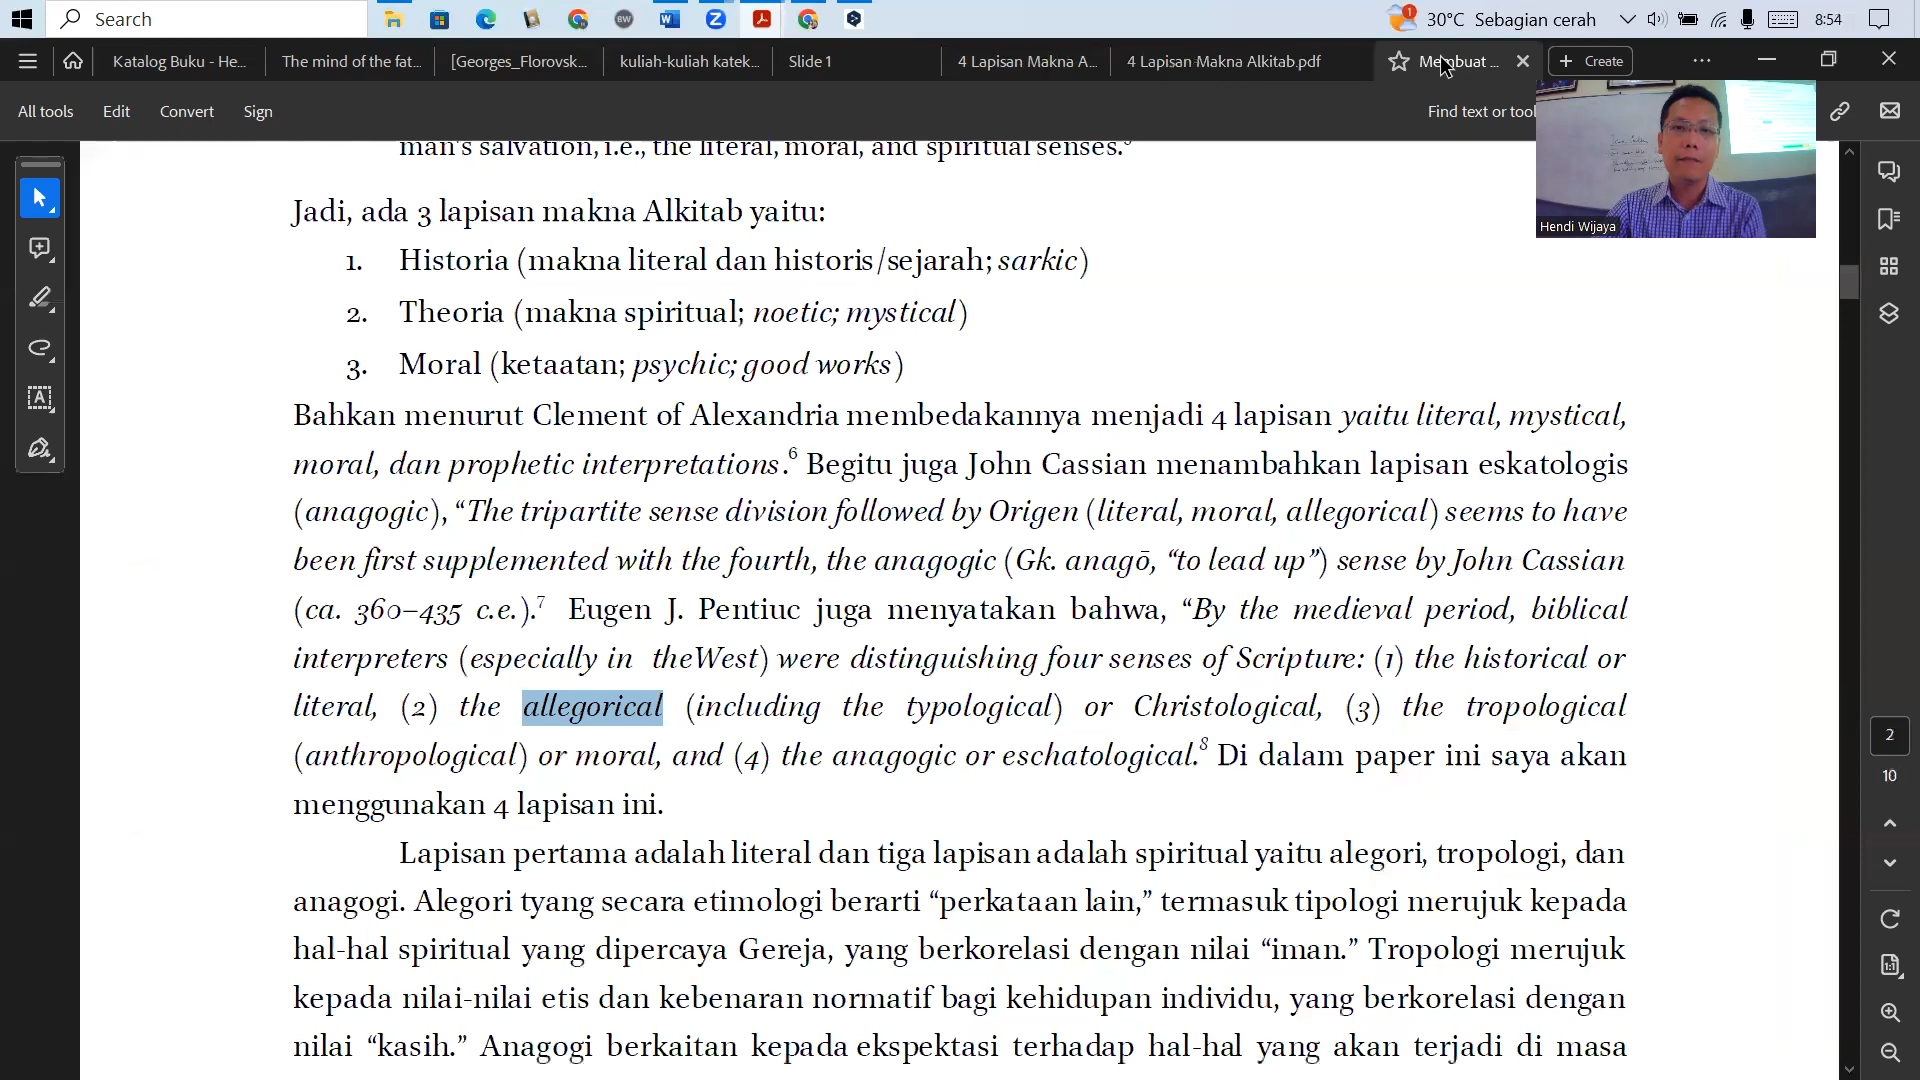 Search
30°C Sebagian cerah
8:54
Katalog Buku - He...
The mind of the fat...
[Georges_Florovsk...
kuliah-kuliah katek...
Slide 1
4 Lapisan Makna A...
4 Lapisan Makna Alkitab.pdf
Membuat ...
Create
All tools
Edit
Convert
Sign
Find text or tool
Hendi Wijaya
man's salvation, i.e., the literal, moral, and spiritual senses.
Jadi, ada 3 lapisan makna Alkitab yaitu:
1. Historia (makna literal dan historis/sejarah; sarkic)
2. Theoria (makna spiritual; noetic; mystical)
3. Moral (ketaatan; psychic; good works)
Bahkan menurut Clement of Alexandria membedakannya menjadi 4 lapisan yaitu literal, mystical,
moral, dan prophetic interpretations.6 Begitu juga John Cassian menambahkan lapisan eskatologis
(anagogic), “The tripartite sense division followed by Origen (literal, moral, allegorical) seems to have
been first supplemented with the fourth, the anagogic (Gk. anagō, “to lead up”) sense by John Cassian
(ca. 360–435 c.e.).7 Eugen J. Pentiuc juga menyatakan bahwa, “By the medieval period, biblical
interpreters (especially in theWest) were distinguishing four senses of Scripture: (1) the historical or
literal, (2) the allegorical (including the typological) or Christological, (3) the tropological
(anthropological) or moral, and (4) the anagogic or eschatological.8 Di dalam paper ini saya akan
menggunakan 4 lapisan ini.
Lapisan pertama adalah literal dan tiga lapisan adalah spiritual yaitu alegori, tropologi, dan
anagogi. Alegori tyang secara etimologi berarti “perkataan lain,” termasuk tipologi merujuk kepada
hal-hal spiritual yang dipercaya Gereja, yang berkorelasi dengan nilai “iman.” Tropologi merujuk
kepada nilai-nilai etis dan kebenaran normatif bagi kehidupan individu, yang berkorelasi dengan
nilai “kasih.” Anagogi berkaitan kepada ekspektasi terhadap hal-hal yang akan terjadi di masa
2
10